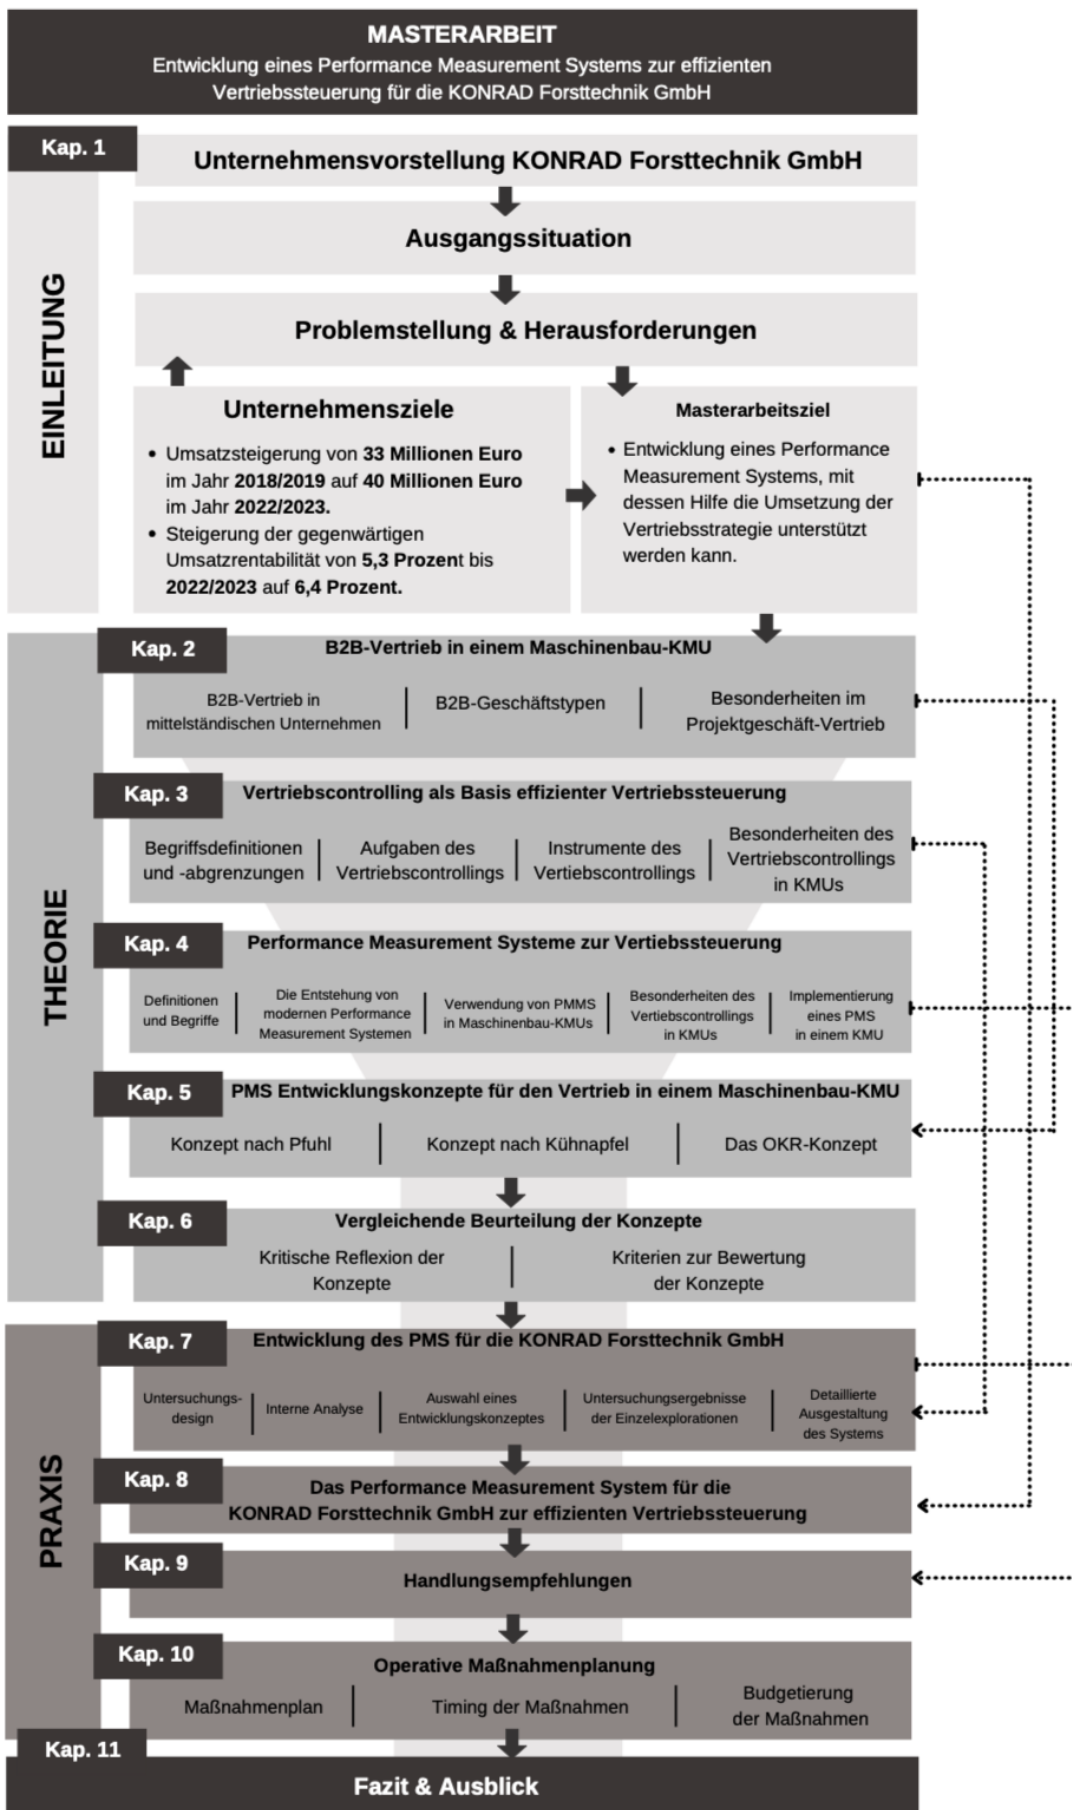 MASTERARBEIT
Entwicklung eines Performance Measurement Systems zur effizienten
Vertriebssteuerung für die KONRAD Forsttechnik GmbH
Kap. 1
EINLEITUNG
Unternehmensvorstellung KONRAD Forsttechnik GmbH
Ausgangssituation
Problemstellung & Herausforderungen
Unternehmensziele
• Umsatzsteigerung von 33 Millionen Euro
im Jahr 2018/2019 auf 40 Millionen Euro
im Jahr 2022/2023.
• Steigerung der gegenwärtigen
Umsatzrentabilität von 5,3 Prozent bis
2022/2023 auf 6,4 Prozent.
Masterarbeitsziel
• Entwicklung eines Performance
Measurement Systems, mit
dessen Hilfe die Umsetzung der
Vertriebsstrategie unterstützt
werden kann.
THEORIE
Kap. 2
B2B-Vertrieb in einem Maschinenbau-KMU
B2B-Vertrieb in
mittelständischen Unternehmen
B2B-Geschäftstypen
Besonderheiten im
Projektgeschäft-Vertrieb
Kap. 3
Vertriebscontrolling als Basis effizienter Vertriebssteuerung
Begriffsdefinitionen
und -abgrenzungen
Aufgaben des
Vertriebscontrollings
Instrumente des
Vertiebscontrollings
Besonderheiten des
Vertriebscontrollings
in KMUs
Kap. 4
Performance Measurement Systeme zur Vertiebssteuerung
Definitionen
und Begriffe
Die Entstehung von
modernen Performance
Measurement Systemen
Verwendung von PMMS
in Maschinenbau-KMUs
Besonderheiten des
Vertiebscontrollings
in KMUs
Implementierung
eines PMS
in einem KMU
Kap. 5
PMS Entwicklungskonzepte für den Vertrieb in einem Maschinenbau-KMU
Konzept nach Pfuhl
Konzept nach Kühnapfel
Das OKR-Konzept
Kap. 6
Vergleichende Beurteilung der Konzepte
Kritische Reflexion der
Konzepte
Kriterien zur Bewertung
der Konzepte
PRAXIS
Kap. 7
Entwicklung des PMS für die KONRAD Forsttechnik GmbH
Untersuchungs-
design
Interne Analyse
Auswahl eines
Entwicklungskonzeptes
Untersuchungsergebnisse
der Einzelexplorationen
Detaillierte
Ausgestaltung
des Systems
Kap. 8
Das Performance Measurement System für die
KONRAD Forsttechnik GmbH zur effizienten Vertriebssteuerung
Kap. 9
Handlungsempfehlungen
Kap. 10
Operative Maßnahmenplanung
Maßnahmenplan
Timing der Maßnahmen
Budgetierung
der Maßnahmen
Kap. 11
Fazit & Ausblick